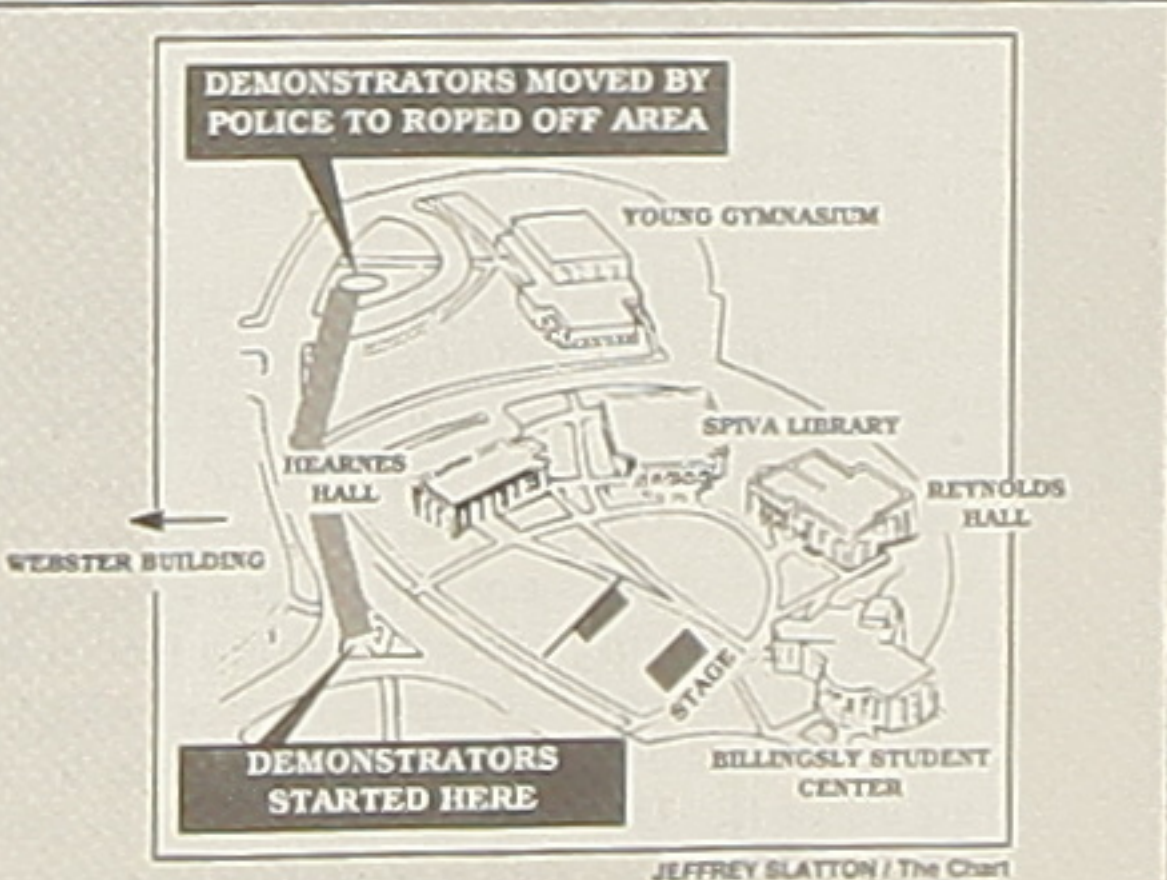 DEMONSTRATORS MOVED BY
POLICE TO ROPED OFF AREA
YOUNG GYMNASIUM
SPIVA LIBRARY
HEARNES
HALL
REYNOLDS
HALL
WEBSTER BUILDING
STAGE
DEMONSTRATORS
STARTED HERE
BILLINGSLY STUDENT
CENTER
JEFFREY SLATTON / The Chart